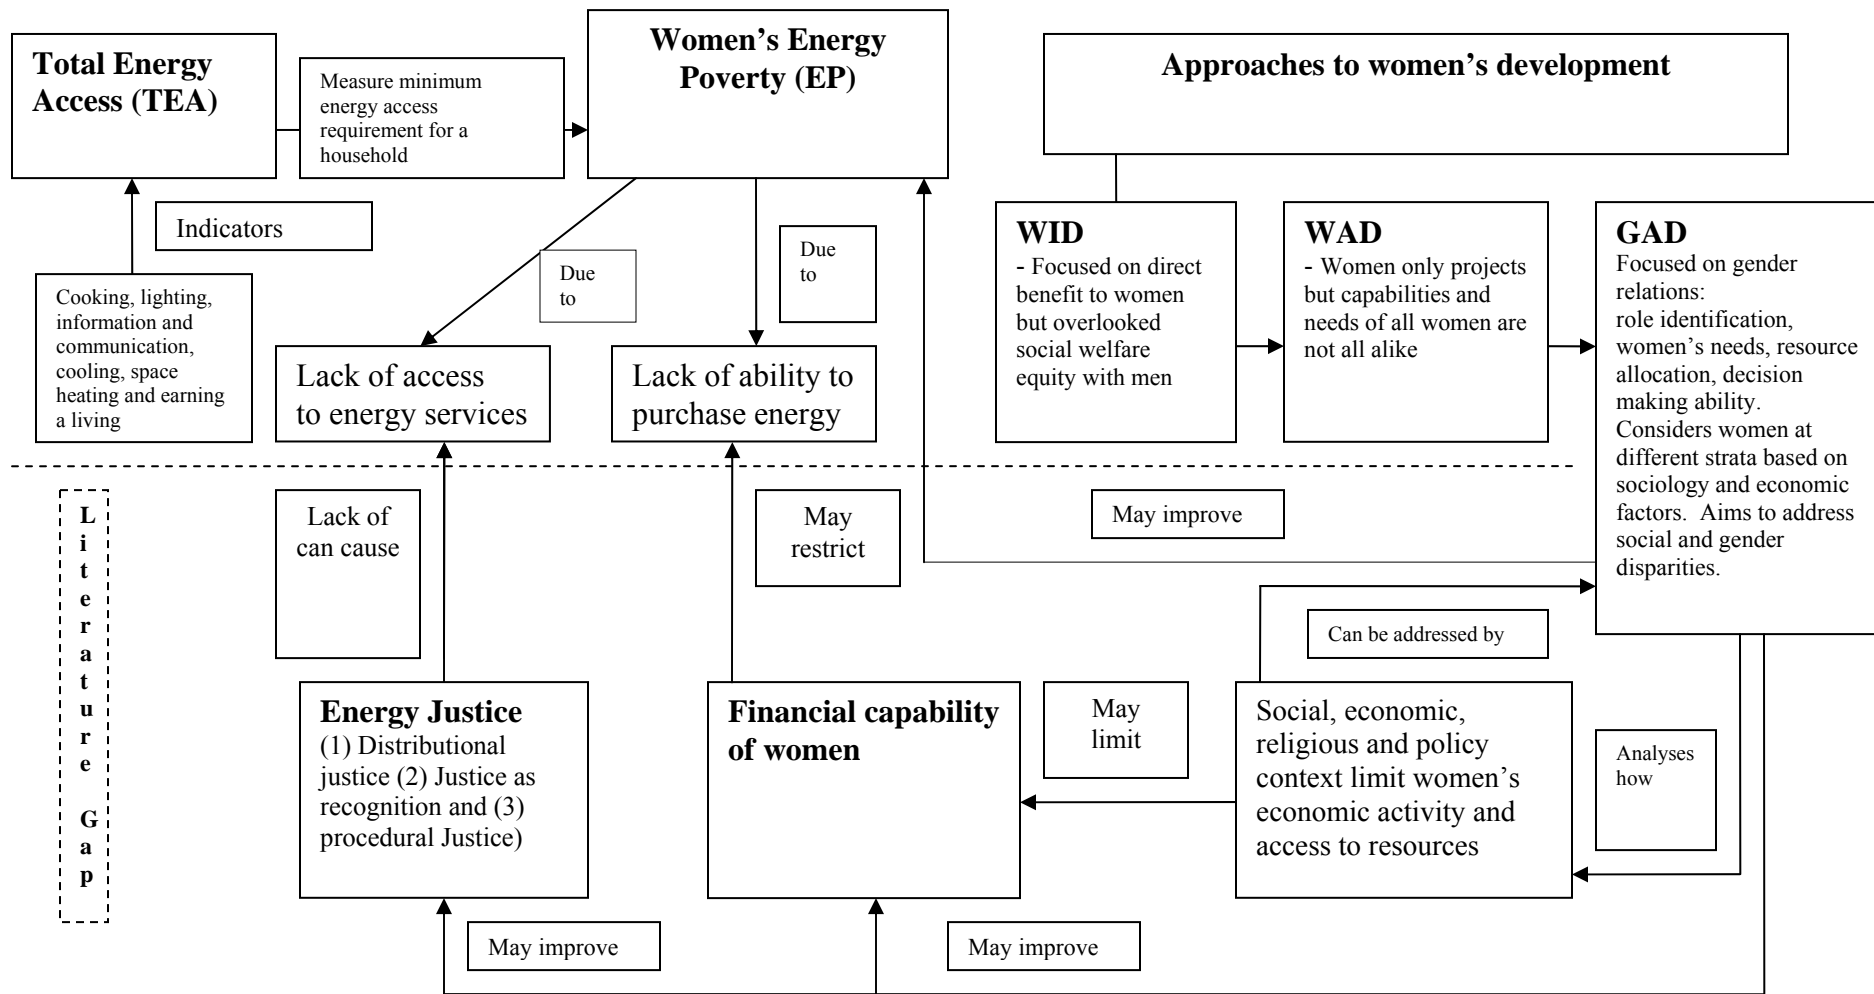 Total Energy
Access (TEA)
Measure minimum
energy access
requirement for a
household
Women’s Energy
Poverty (EP)
Approaches to women’s development
Indicators
Cooking, lighting,
information and
communication,
cooling, space
heating and earning
a living
Due
to
Due
to
Lack of access
to energy services
Lack of ability to
purchase energy
WID
- Focused on direct
benefit to women
but overlooked
social welfare
equity with men
WAD
- Women only projects
but capabilities and
needs of all women are
not all alike
GAD
Focused on gender
relations:
role identification,
women’s needs, resource
allocation, decision
making ability.
Considers women at
different strata based on
sociology and economic
factors. Aims to address
social and gender
disparities.
L
i
t
e
r
a
t
u
r
e
G
a
p
Lack of
can cause
May
restrict
May improve
Can be addressed by
Energy Justice
(1) Distributional
justice (2) Justice as
recognition and (3)
procedural Justice)
Financial capability
of women
May
limit
Social, economic,
religious and policy
context limit women’s
economic activity and
access to resources
Analyses
how
May improve
May improve